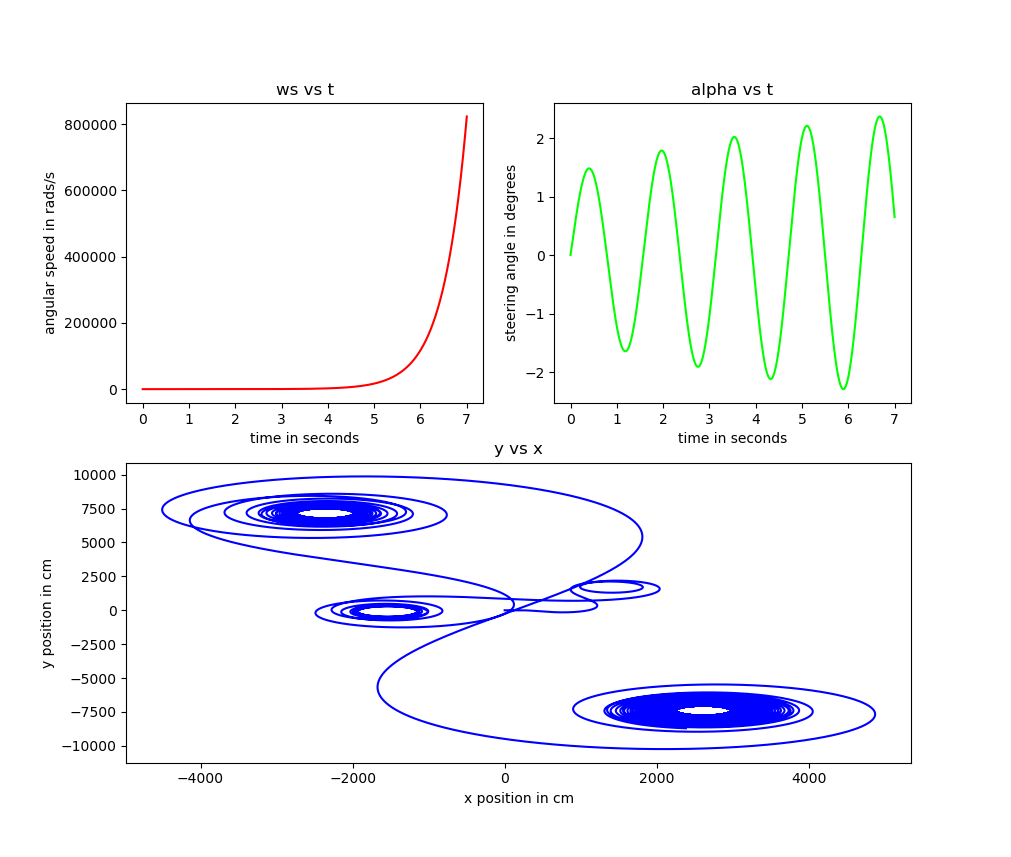 ws vs t
angular speed in rads/s
800000
600000
400000
200000
0
0 1 2 3 4 5 6 7
time in seconds
alpha vs t
steering angle in degrees
2
1
0
−1
−2
0 1 2 3 4 5 6 7
time in seconds
y vs x
y position in cm
10000
7500
5000
2500
0
−2500
−5000
−7500
−10000
−4000 −2000 0 2000 4000
x position in cm